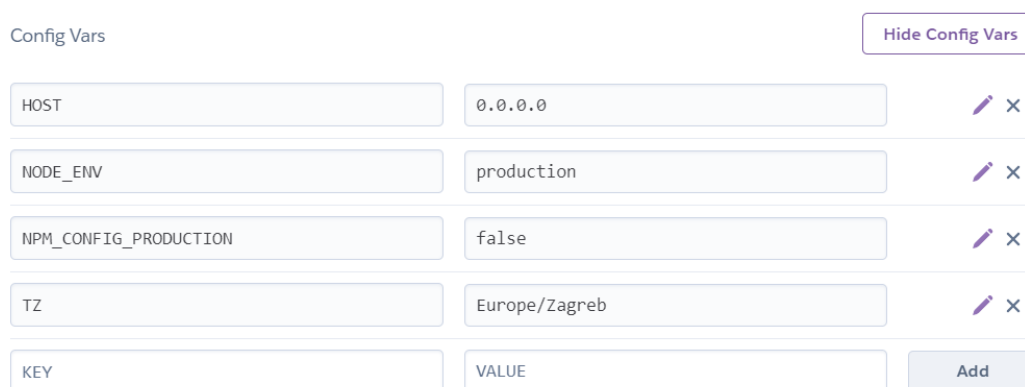 Config Vars Hide Config Vars
HOST 0.0.0.0
NODE_ENV production
NPM_CONFIG_PRODUCTION false
TZ Europe/Zagreb
KEY VALUE Add